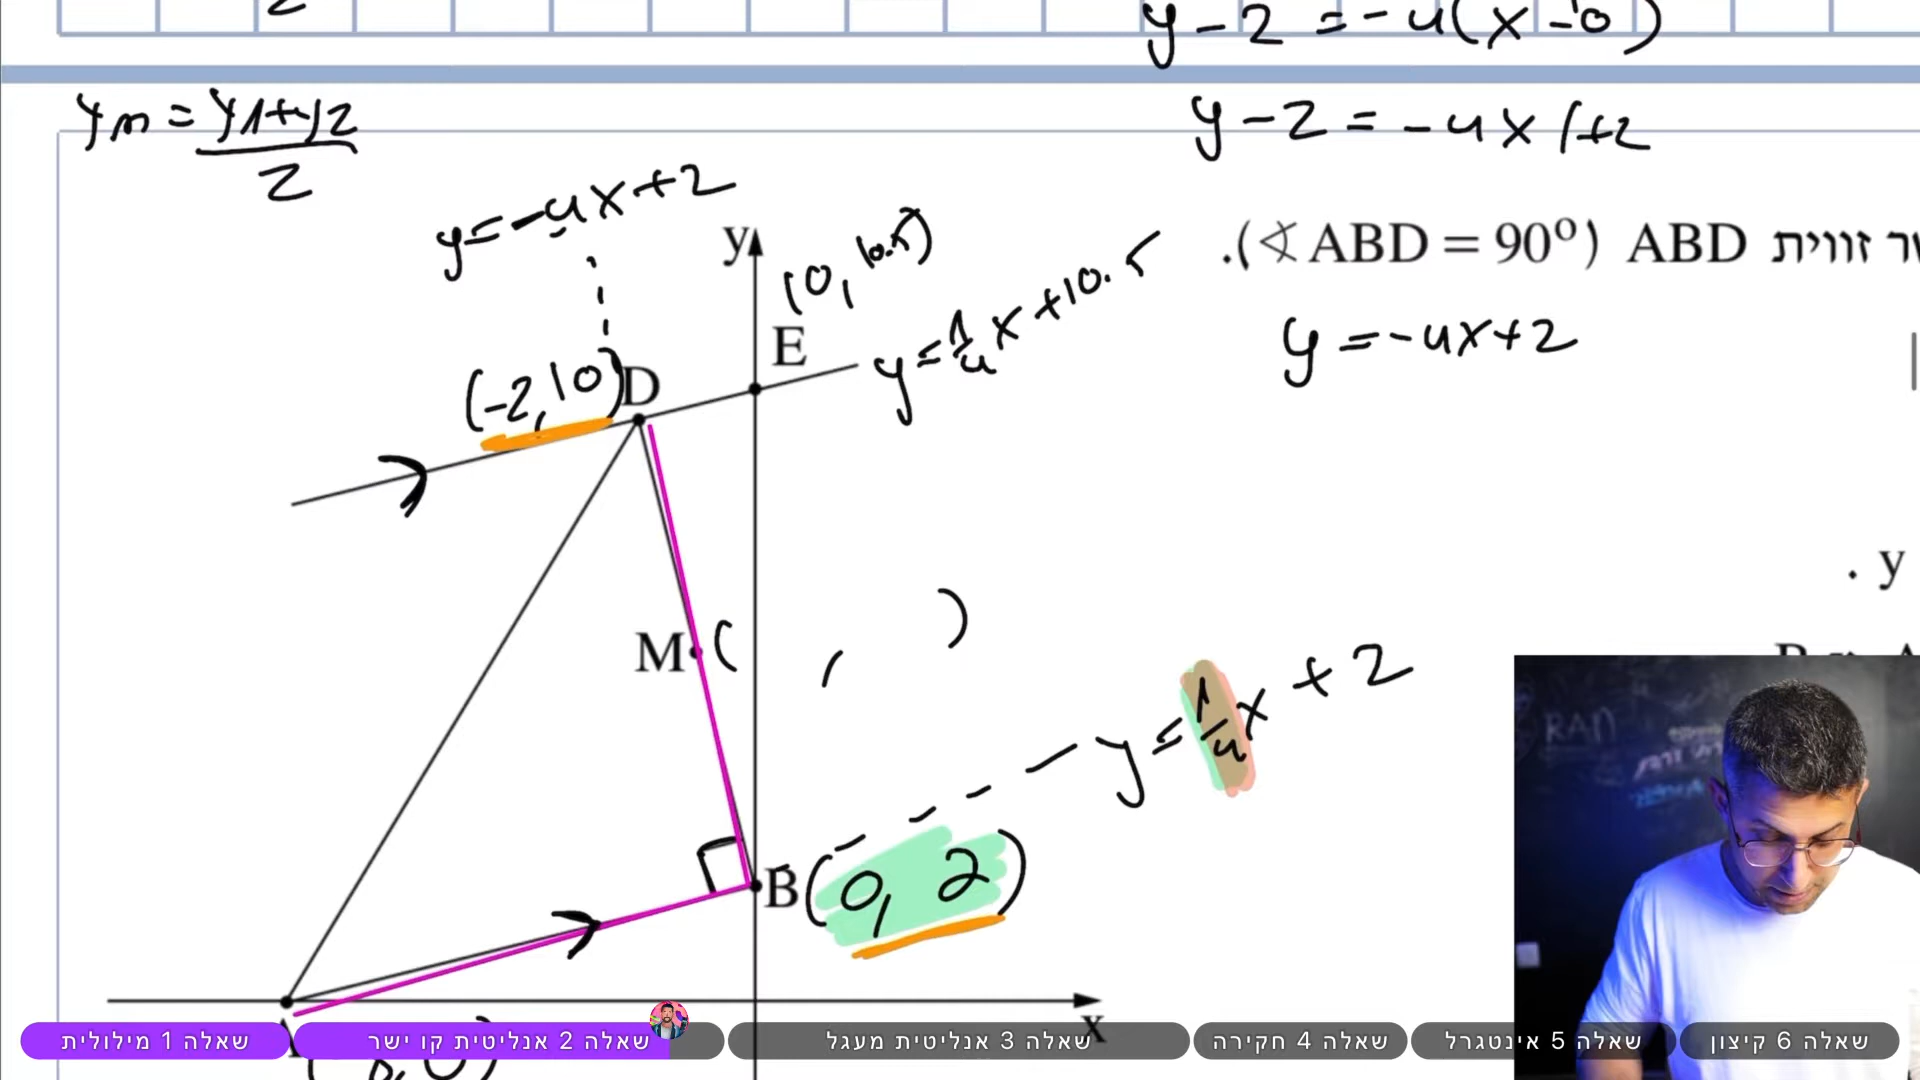 y-2 = -4(x-0)
ym = y1+y2 / 2
y-2 = -4x /+2
y=-4x+2
y
(0, 10.5)
.(∢ABD = 90°) ABD זווית
E
y=1/4x+10.5
y=-4x+2
(-2,10)
D
. y
M ( , )
y=1/4x+2
B (0, 2)
x
שאלה 1 מילולית
שאלה 2 אנליטית קו ישר
שאלה 3 אנליטית מעגל
שאלה 4 חקירה
שאלה 5 אינטגרל
שאלה 6 קיצון